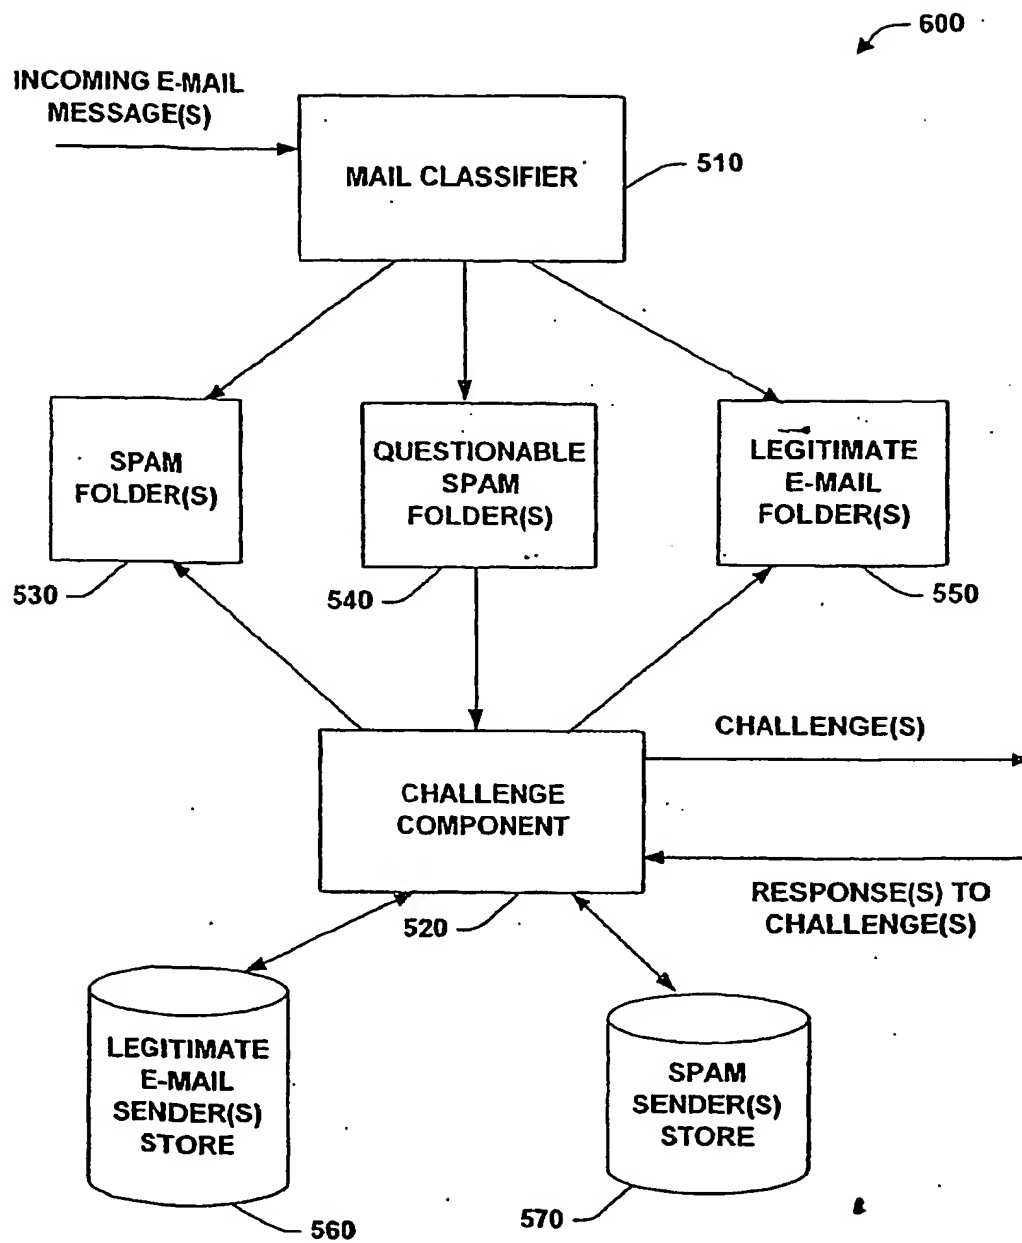 600
INCOMING E-MAIL
MESSAGE(S)
MAIL CLASSIFIER
510
SPAM
FOLDER(S)
530
QUESTIONABLE
SPAM
FOLDER(S)
540
LEGITIMATE
E-MAIL
FOLDER(S)
550
CHALLENGE(S)
CHALLENGE
COMPONENT
520
RESPONSE(S) TO
CHALLENGE(S)
LEGITIMATE
E-MAIL
SENDER(S)
STORE
560
SPAM
SENDER(S)
STORE
570